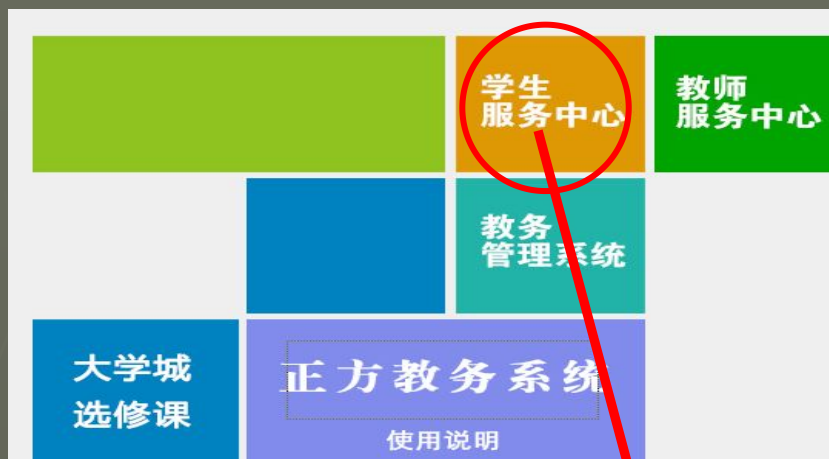 学生
服务中心
教师
服务中心
教务
管理系统
大学城
选修课
正方教务系统
使用说明